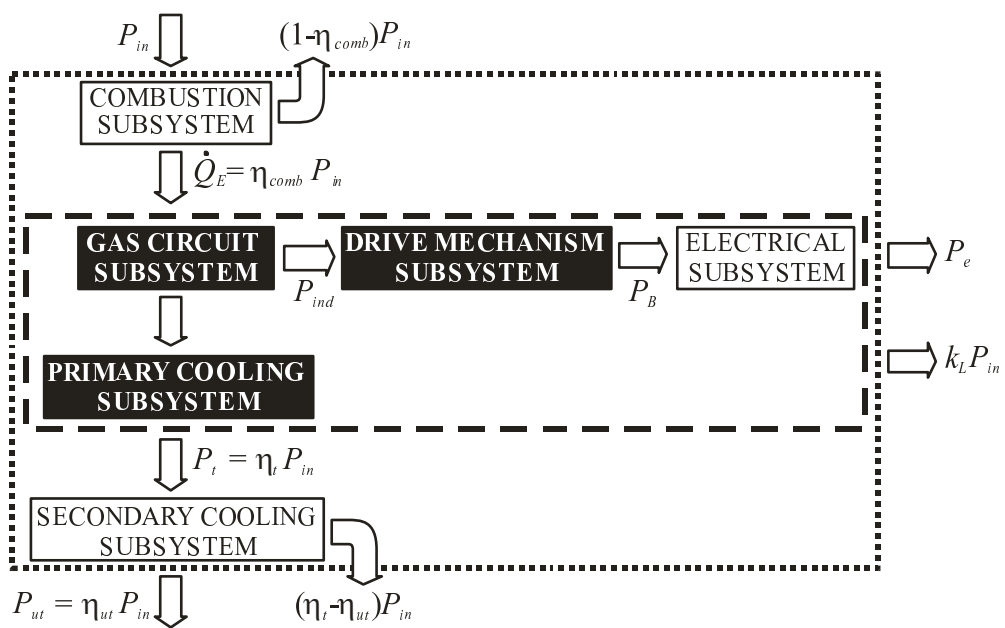 P_in
(1-η_comb)P_in
COMBUSTION
SUBSYSTEM
Q̇_E = η_comb P_in
GAS CIRCUIT
SUBSYSTEM
P_ind
DRIVE MECHANISM
SUBSYSTEM
P_B
ELECTRICAL
SUBSYSTEM
P_e
k_L P_in
PRIMARY COOLING
SUBSYSTEM
P_t = η_t P_in
SECONDARY COOLING
SUBSYSTEM
P_ut = η_ut P_in
(η_t-η_ut)P_in